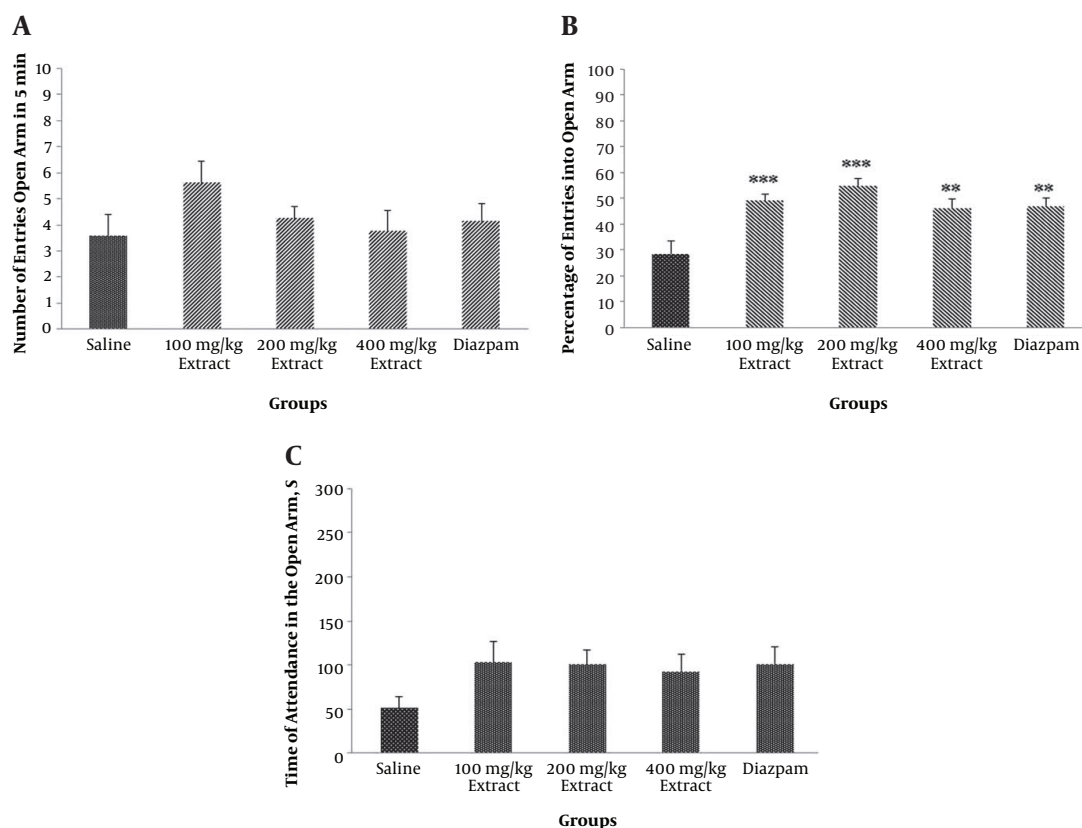 A
Number of Entries Open Arm in 5 min
10
9
8
7
6
5
4
3
2
1
0
Saline
100 mg/kg
Extract
200 mg/kg
Extract
400 mg/kg
Extract
Diazpam
Groups
B
Percentage of Entries into Open Arm
100
90
80
70
60
50
40
30
20
10
0
***
***
**
**
Saline
100 mg/kg
Extract
200 mg/kg
Extract
400 mg/kg
Extract
Diazpam
Groups
C
Time of Attendance in the Open Arm, S
300
250
200
150
100
50
0
Saline
100 mg/kg
Extract
200 mg/kg
Extract
400 mg/kg
Extract
Diazpam
Groups